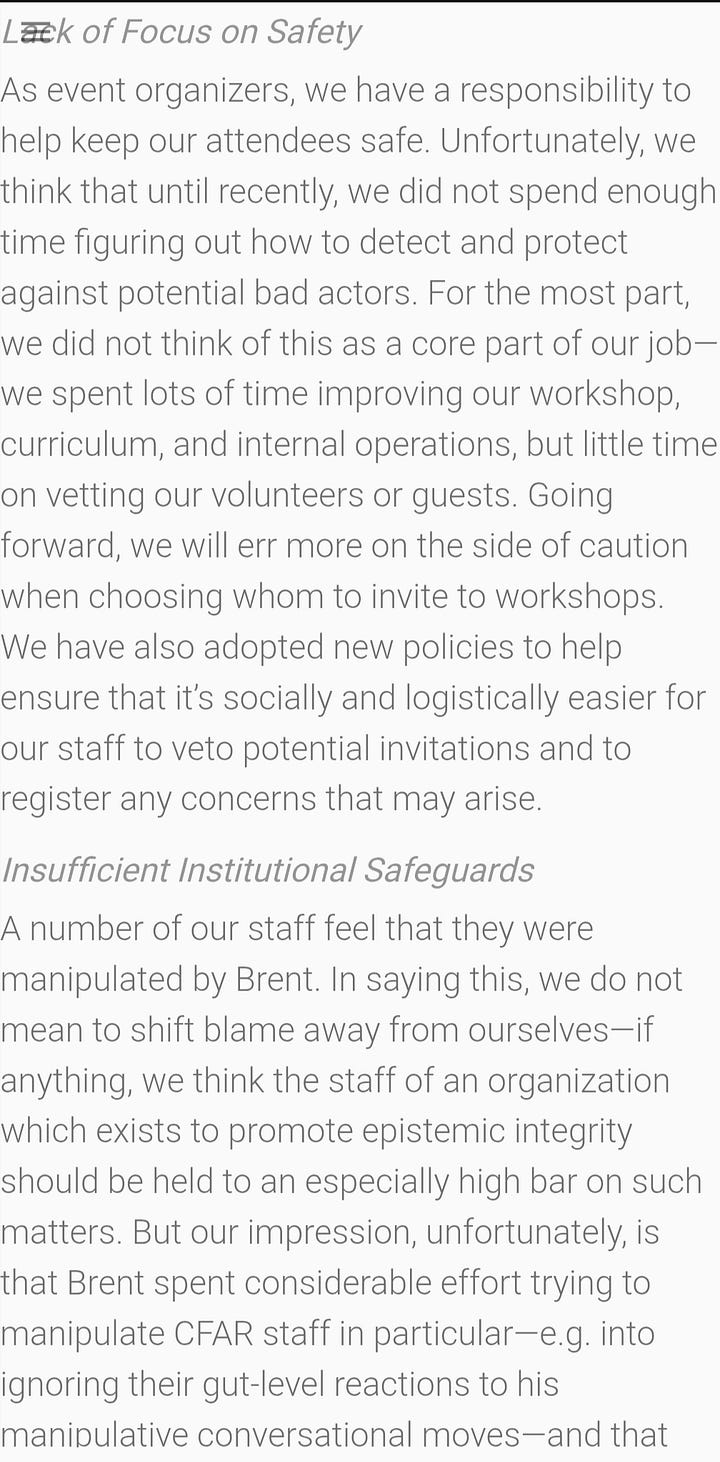 Lack of Focus on Safety
As event organizers, we have a responsibility to
help keep our attendees safe. Unfortunately, we
think that until recently, we did not spend enough
time figuring out how to detect and protect
against potential bad actors. For the most part,
we did not think of this as a core part of our job—
we spent lots of time improving our workshop,
curriculum, and internal operations, but little time
on vetting our volunteers or guests. Going
forward, we will err more on the side of caution
when choosing whom to invite to workshops.
We have also adopted new policies to help
ensure that it’s socially and logistically easier for
our staff to veto potential invitations and to
register any concerns that may arise.
Insufficient Institutional Safeguards
A number of our staff feel that they were
manipulated by Brent. In saying this, we do not
mean to shift blame away from ourselves—if
anything, we think the staff of an organization
which exists to promote epistemic integrity
should be held to an especially high bar on such
matters. But our impression, unfortunately, is
that Brent spent considerable effort trying to
manipulate CFAR staff in particular—e.g. into
ignoring their gut-level reactions to his
manipulative conversational moves—and that